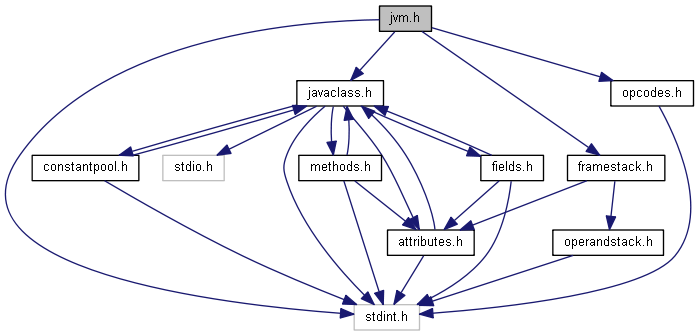 jvm.h
javaclass.h
opcodes.h
constantpool.h
stdio.h
methods.h
fields.h
framestack.h
attributes.h
operandstack.h
stdint.h